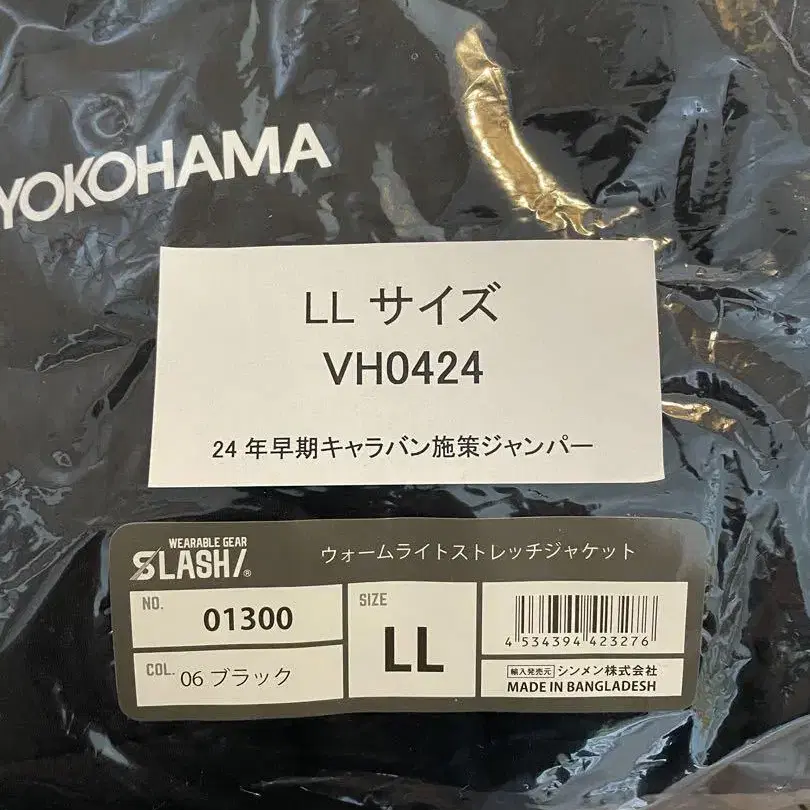 YOKOHAMA
LL サイズ
VH0424
24 年早期キャラバン施策ジャンパー
WEARABLE GEAR
SLASH/®
ウォームライトストレッチジャケット
NO.
01300
SIZE
LL
4 534394 423276
COL.
06 ブラック
輸入発売元 シンメン株式会社
MADE IN BANGLADESH